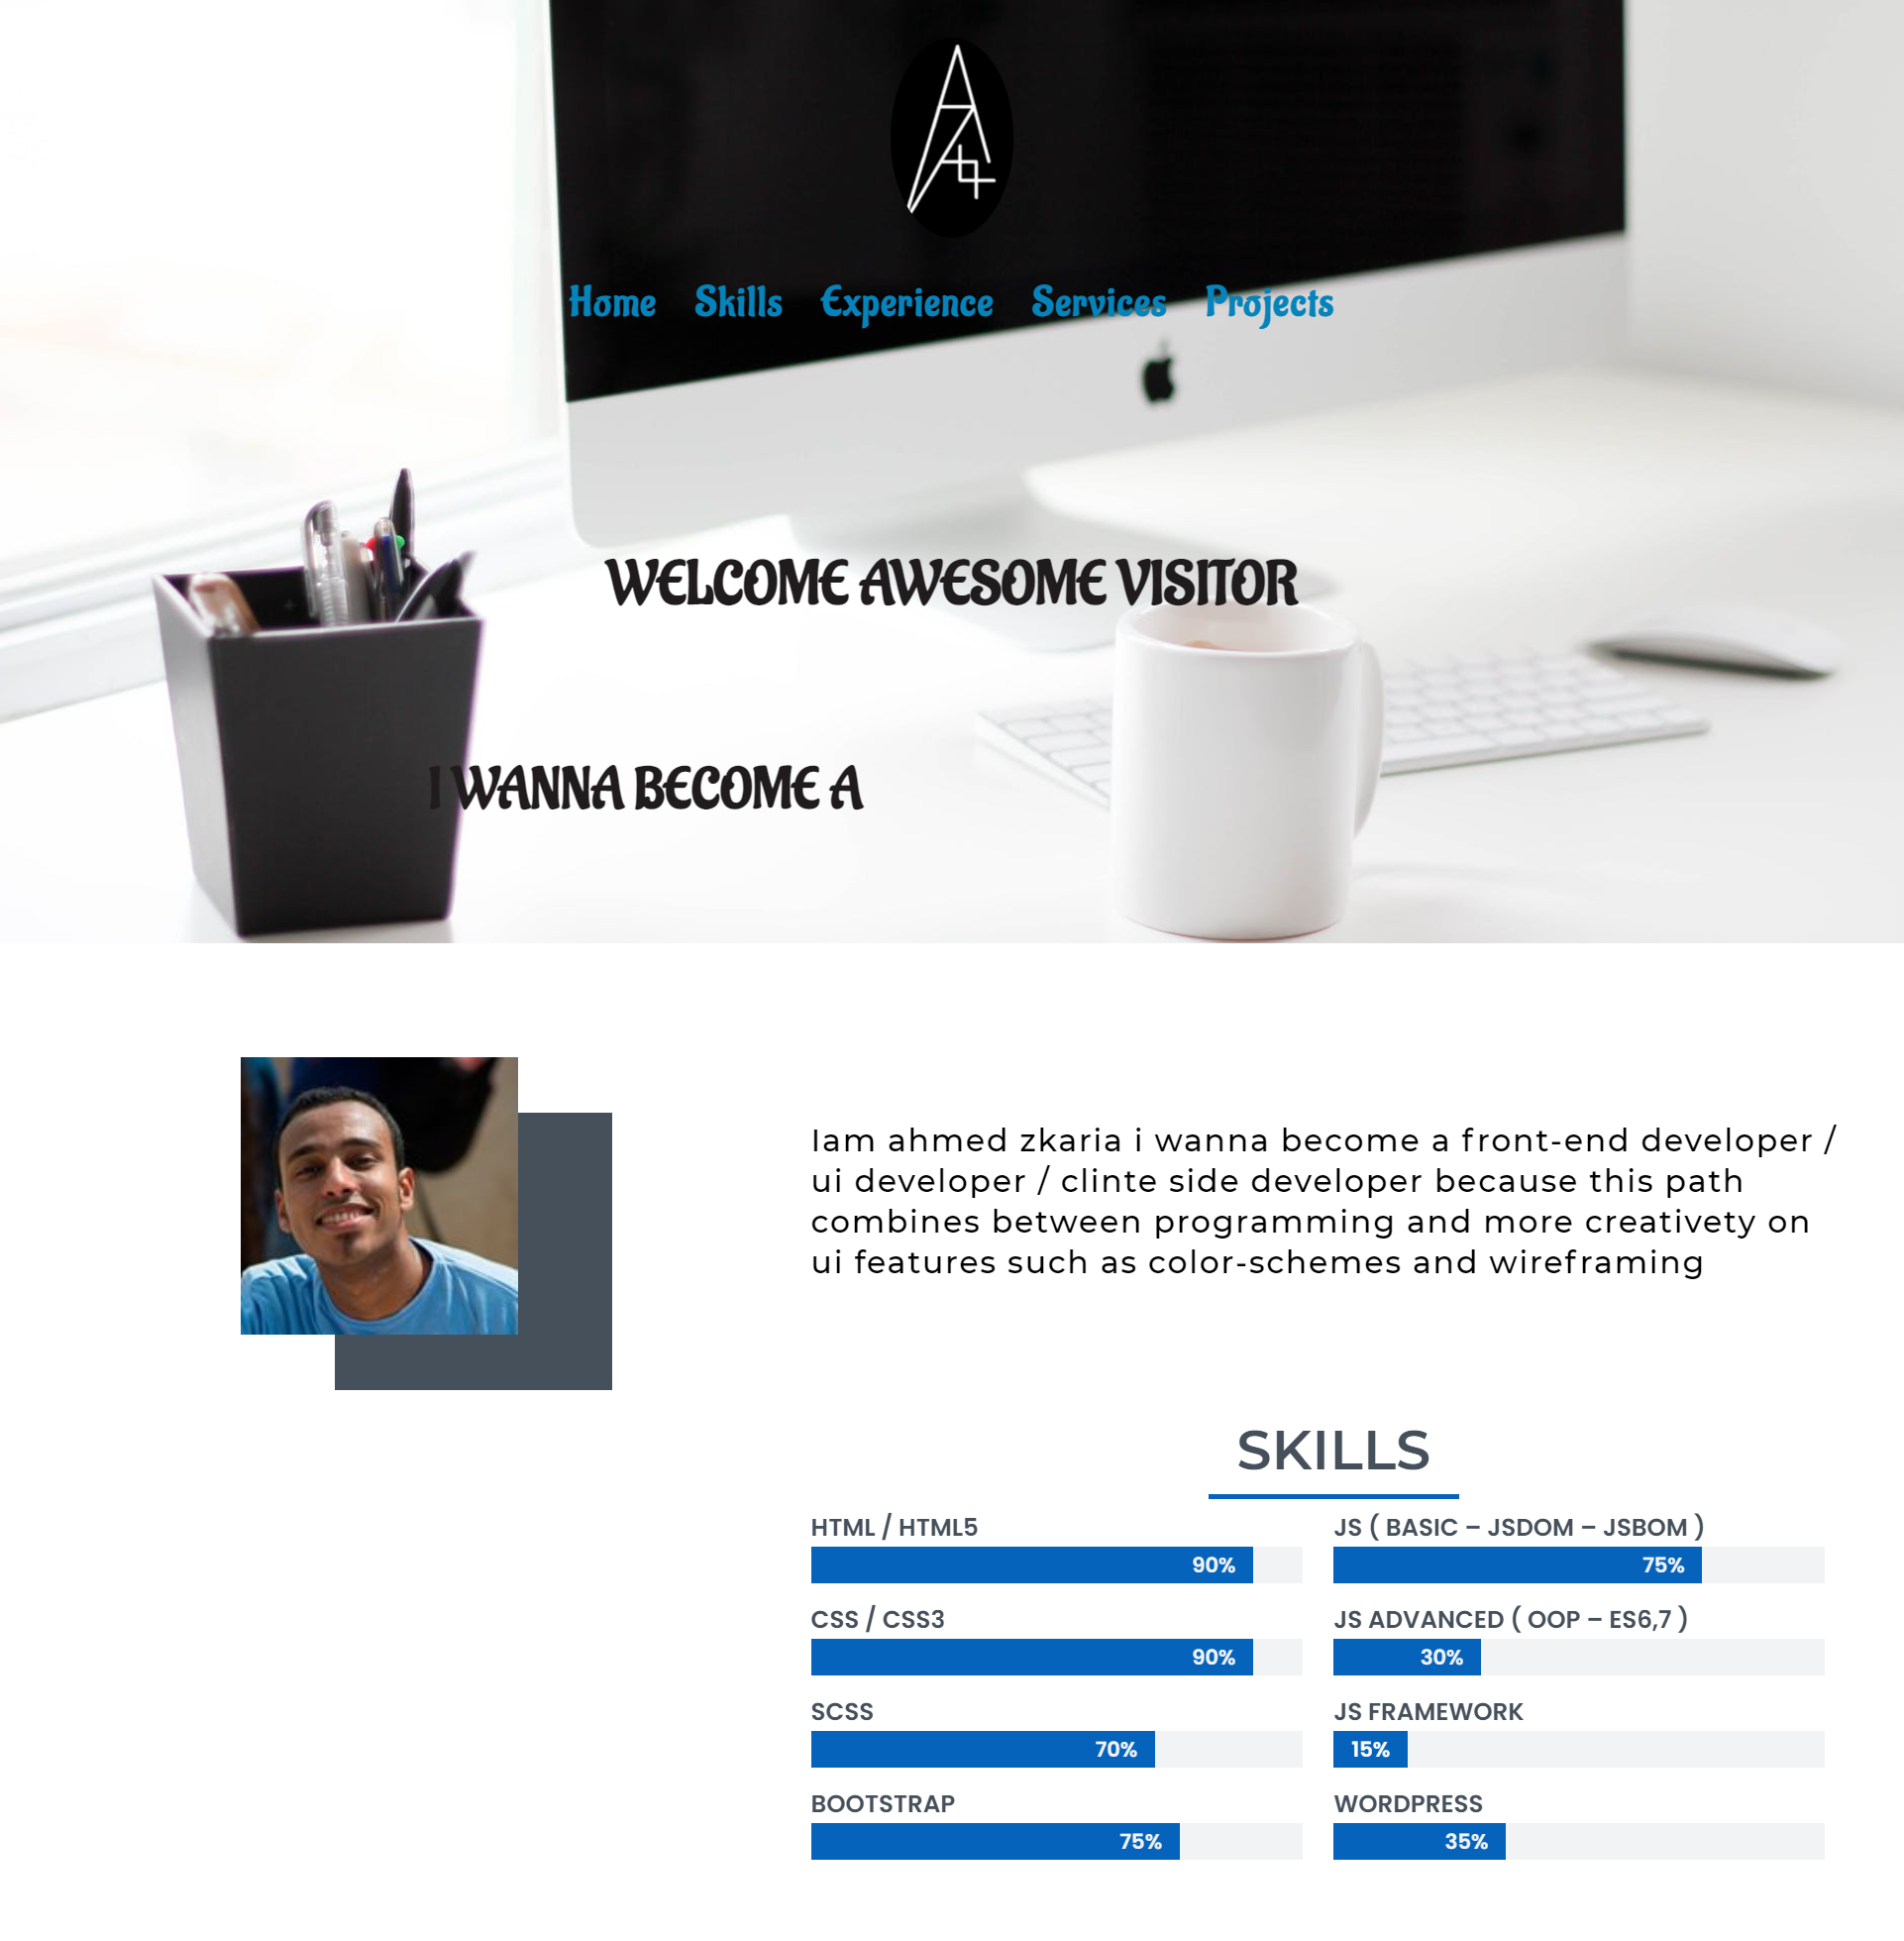 Home Skills Experience Services Projects
WELCOME AWESOME VISITOR
I WANNA BECOME A
Iam ahmed zkaria i wanna become a front-end developer /
ui developer / clinte side developer because this path
combines between programming and more creativety on
ui features such as color-schemes and wireframing
SKILLS
HTML / HTML5
90%
CSS / CSS3
90%
SCSS
70%
BOOTSTRAP
75%
JS ( BASIC – JSDOM – JSBOM )
75%
JS ADVANCED ( OOP – ES6,7 )
30%
JS FRAMEWORK
15%
WORDPRESS
35%